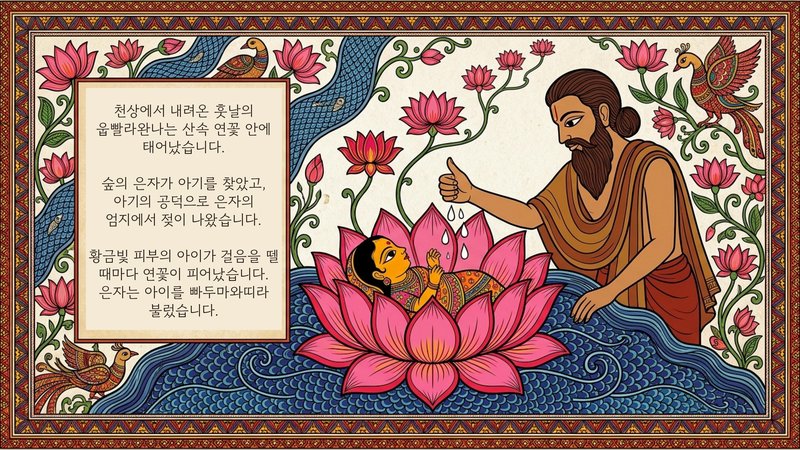 천상에서 내려온 훗날의
웁빨라완나는 산속 연꽃 안에
태어났습니다.
숲의 은자가 아기를 찾았고,
아기의 공덕으로 은자의
엄지에서 젖이 나왔습니다.
황금빛 피부의 아이가 걸음을 뗄
때마다 연꽃이 피어났습니다.
은자는 아이를 빠두마와띠라
불렀습니다.